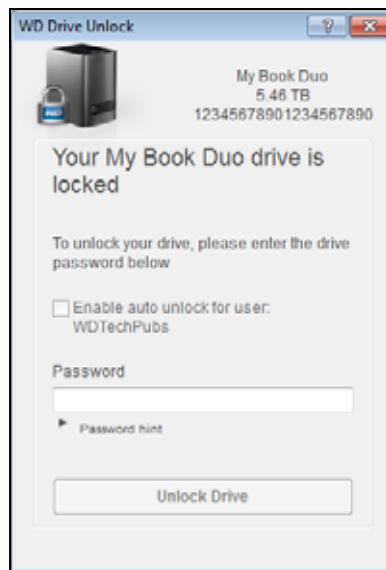 WD Drive Unlock
?
My Book Duo
5.46 TB
12345678901234567890
Your My Book Duo drive is
locked
To unlock your drive, please enter the drive
password below
Enable auto unlock for user:
WDTechPubs
Password
Password hint
Unlock Drive